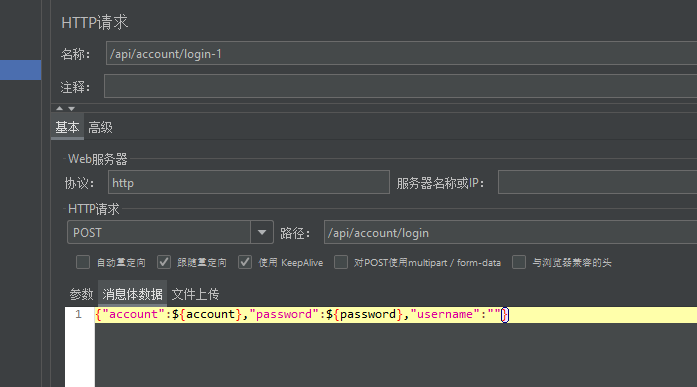 HTTP请求
名称： /api/account/login-1
注释：
基本 高级
Web服务器
协议： http 服务器名称或IP：
HTTP请求
POST 路径： /api/account/login
自动重定向 跟随重定向 使用 KeepAlive 对POST使用multipart / form-data 与浏览器兼容的头
参数 消息体数据 文件上传
1 {"account":${account},"password":${password},"username":""}